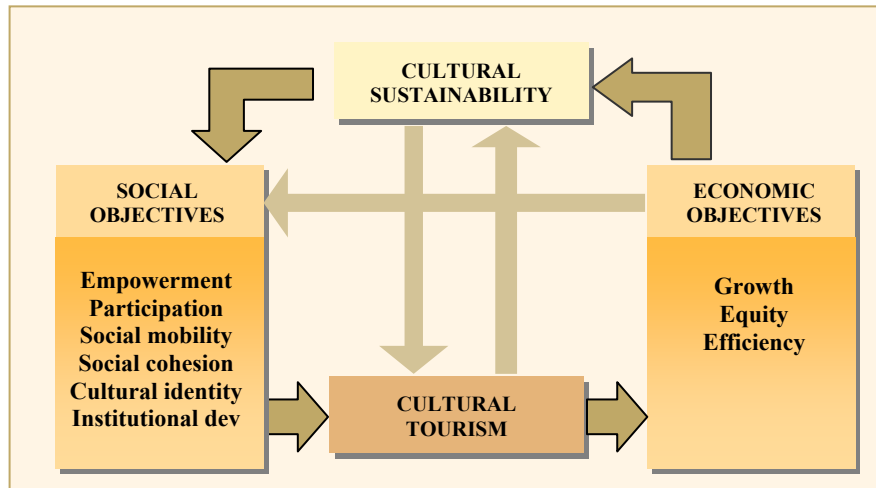 CULTURAL
SUSTAINABILITY
SOCIAL
OBJECTIVES
Empowerment
Participation
Social mobility
Social cohesion
Cultural identity
Institutional dev
ECONOMIC
OBJECTIVES
Growth
Equity
Efficiency
CULTURAL
TOURISM